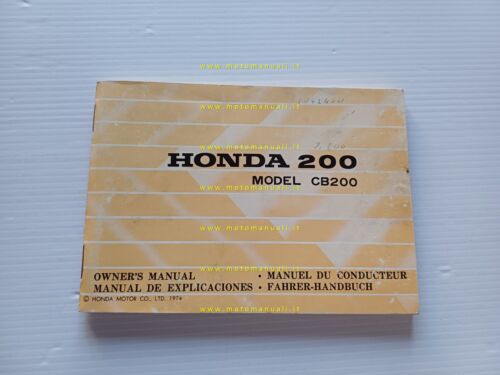 www.motomanuali.it
www.motomanuali.it
www.motomanuali.it
HONDA 200
MODEL CB200
www.motomanuali.it
www.motomanuali.it
OWNER'S MANUAL · MANUEL DU CONDUCTEUR
MANUAL DE EXPLICACIONES · FAHRER-HANDBUCH
© HONDA MOTOR CO., LTD. 1974
www.motomanuali.it